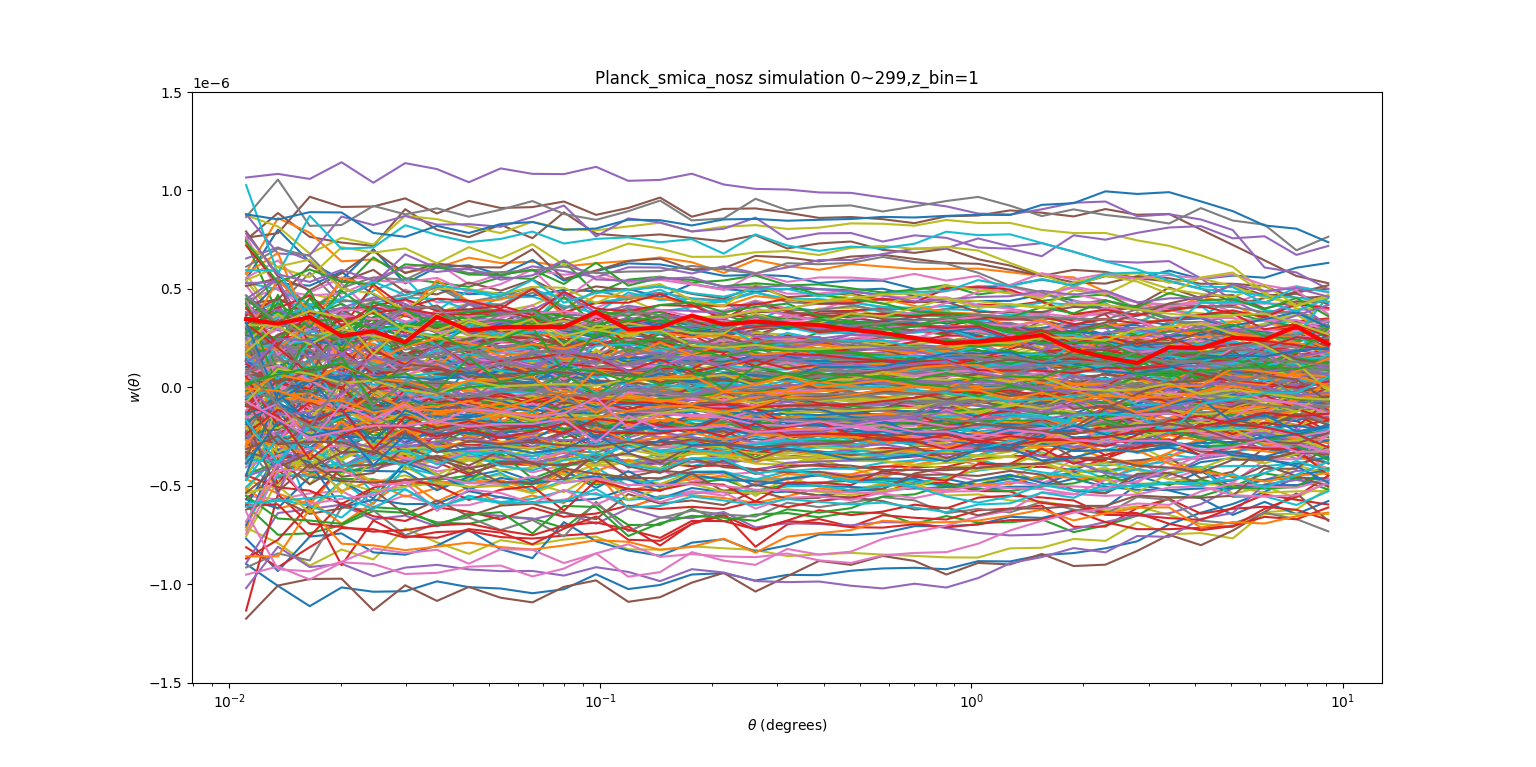 Planck_smica_nosz simulation 0~299,z_bin=1
1e−6
1.5
1.0
0.5
0.0
−0.5
−1.0
−1.5
w(θ)
10⁻² 10⁻¹ 10⁰ 10¹
θ (degrees)